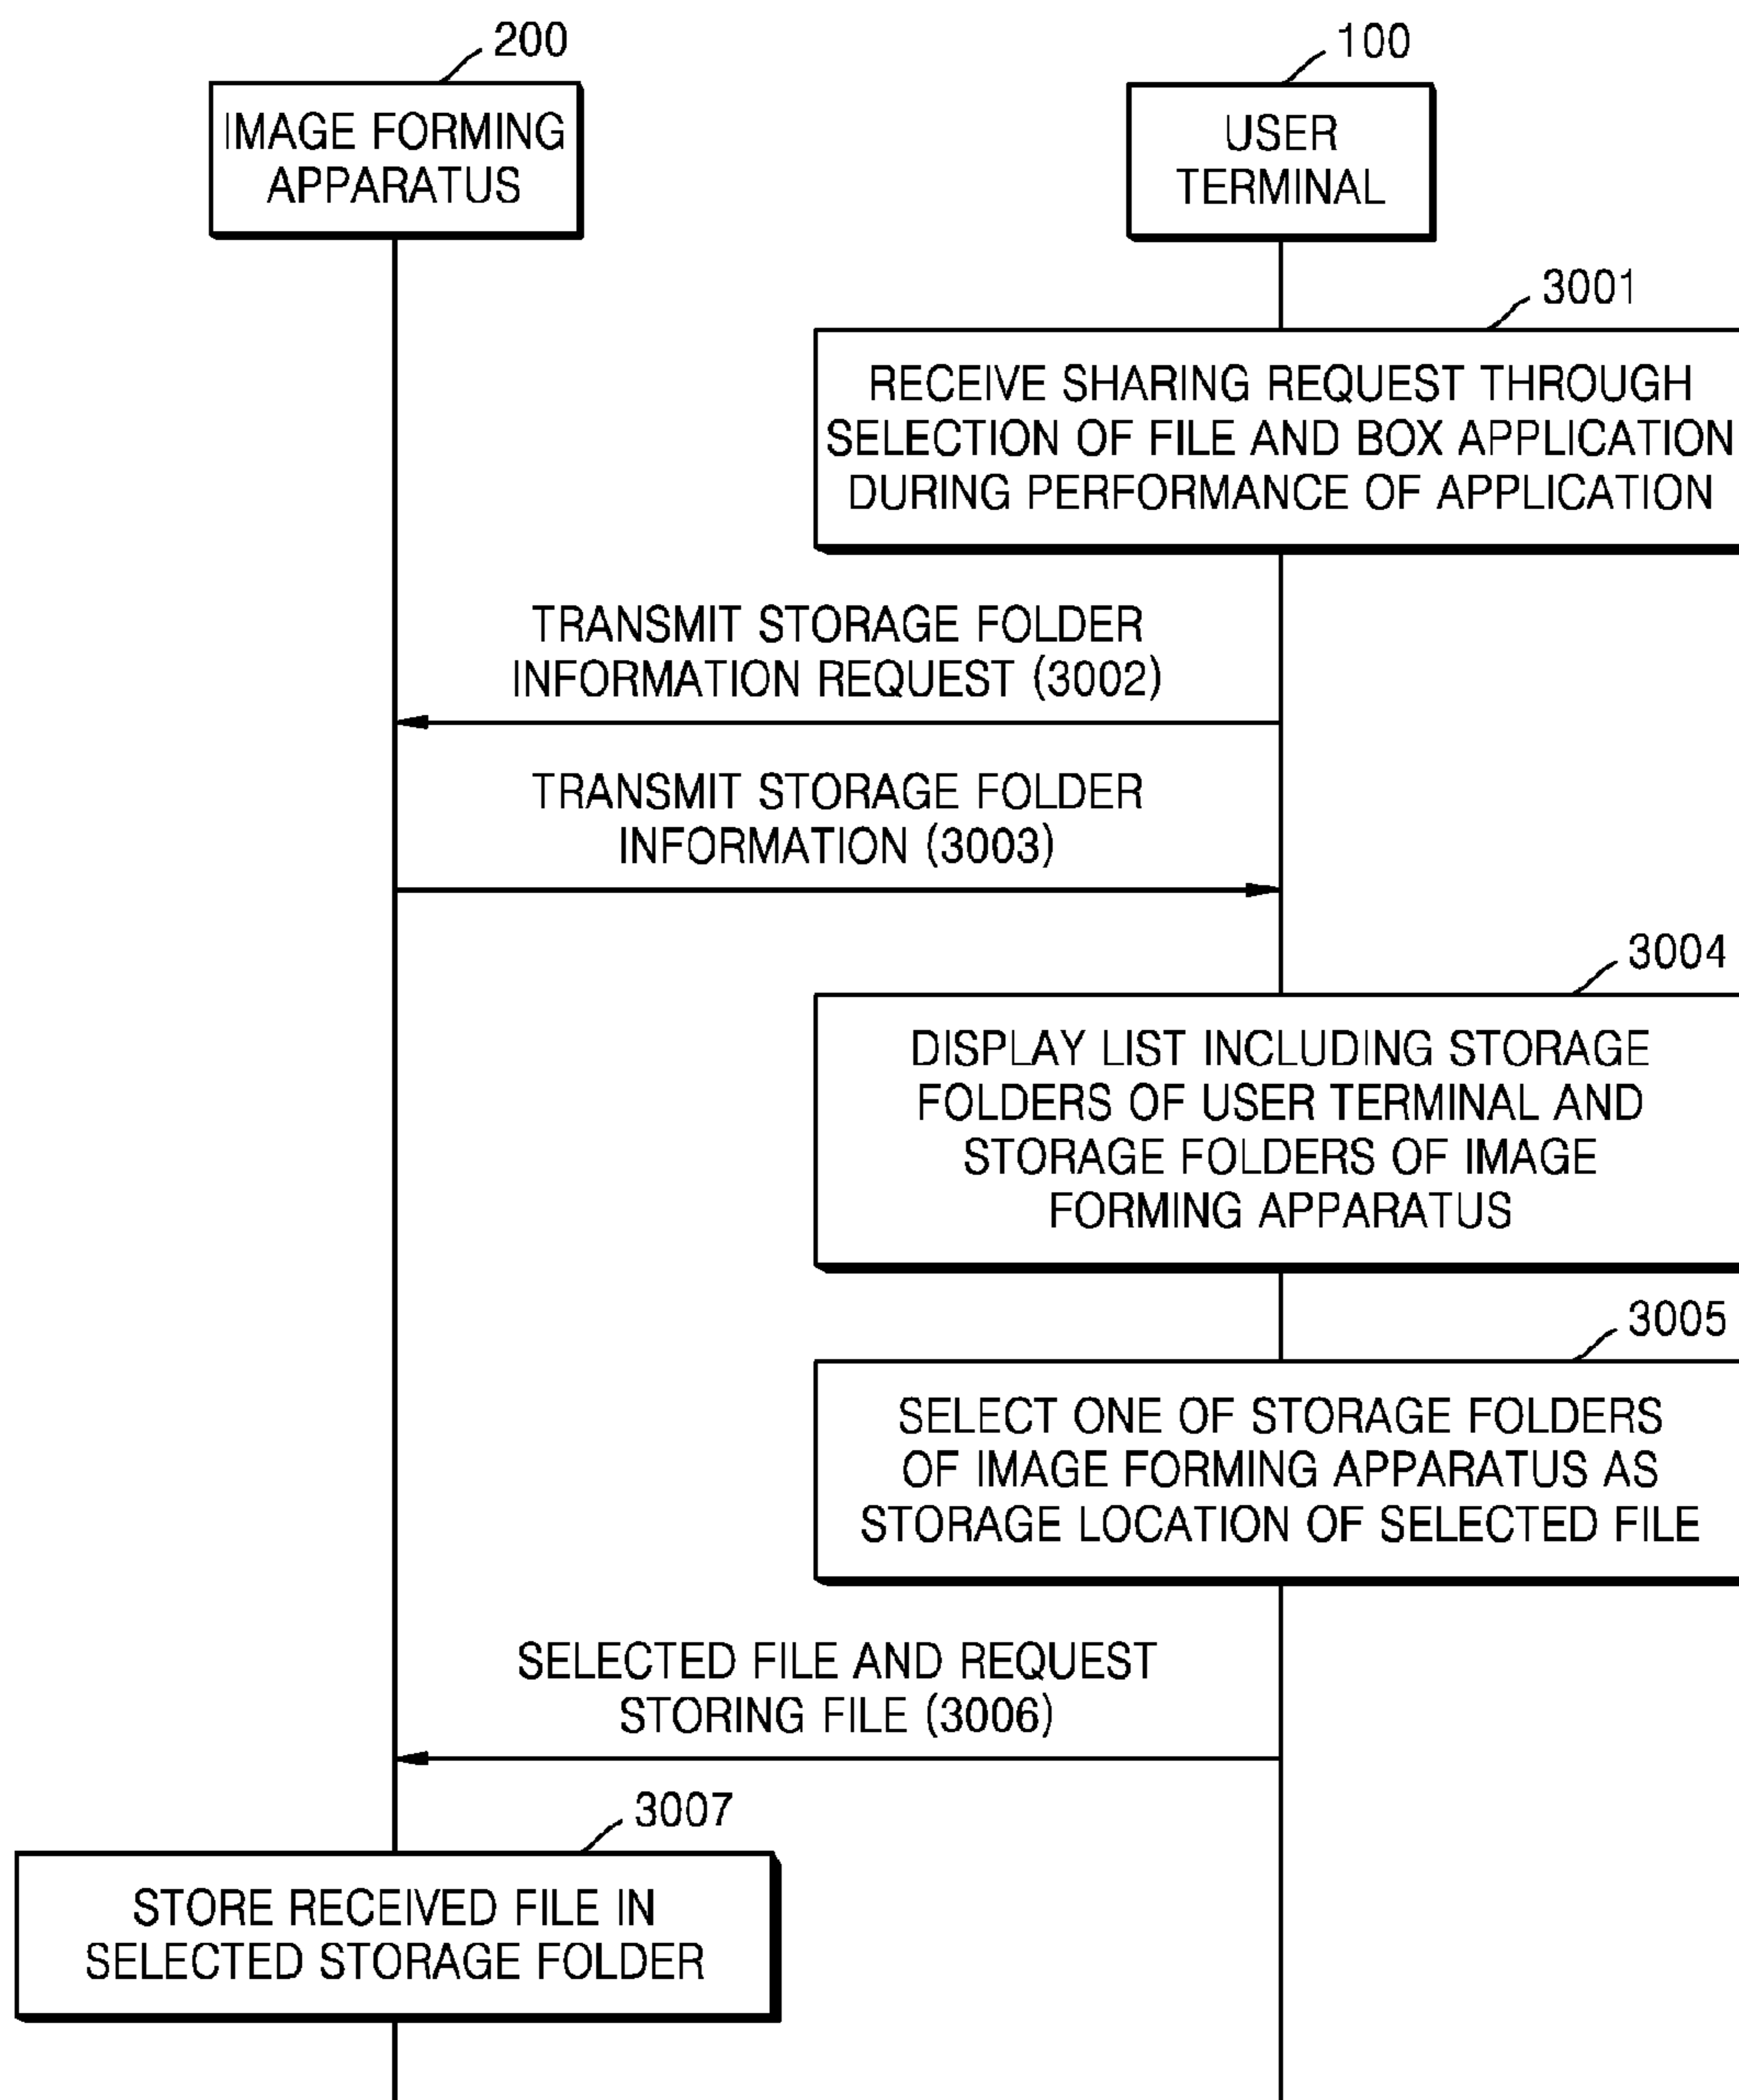 200
100
IMAGE FORMING
APPARATUS
USER
TERMINAL
3001
RECEIVE SHARING REQUEST THROUGH
SELECTION OF FILE AND BOX APPLICATION
DURING PERFORMANCE OF APPLICATION
TRANSMIT STORAGE FOLDER
INFORMATION REQUEST (3002)
TRANSMIT STORAGE FOLDER
INFORMATION (3003)
3004
DISPLAY LIST INCLUDING STORAGE
FOLDERS OF USER TERMINAL AND
STORAGE FOLDERS OF IMAGE
FORMING APPARATUS
3005
SELECT ONE OF STORAGE FOLDERS
OF IMAGE FORMING APPARATUS AS
STORAGE LOCATION OF SELECTED FILE
SELECTED FILE AND REQUEST
STORING FILE (3006)
3007
STORE RECEIVED FILE IN
SELECTED STORAGE FOLDER